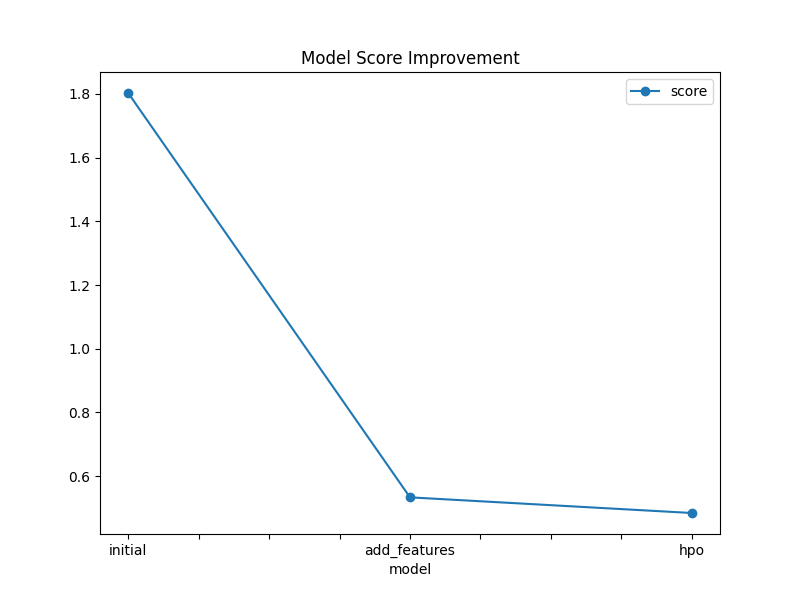 Model Score Improvement
score
1.8
1.6
1.4
1.2
1.0
0.8
0.6
initial add_features hpo
model